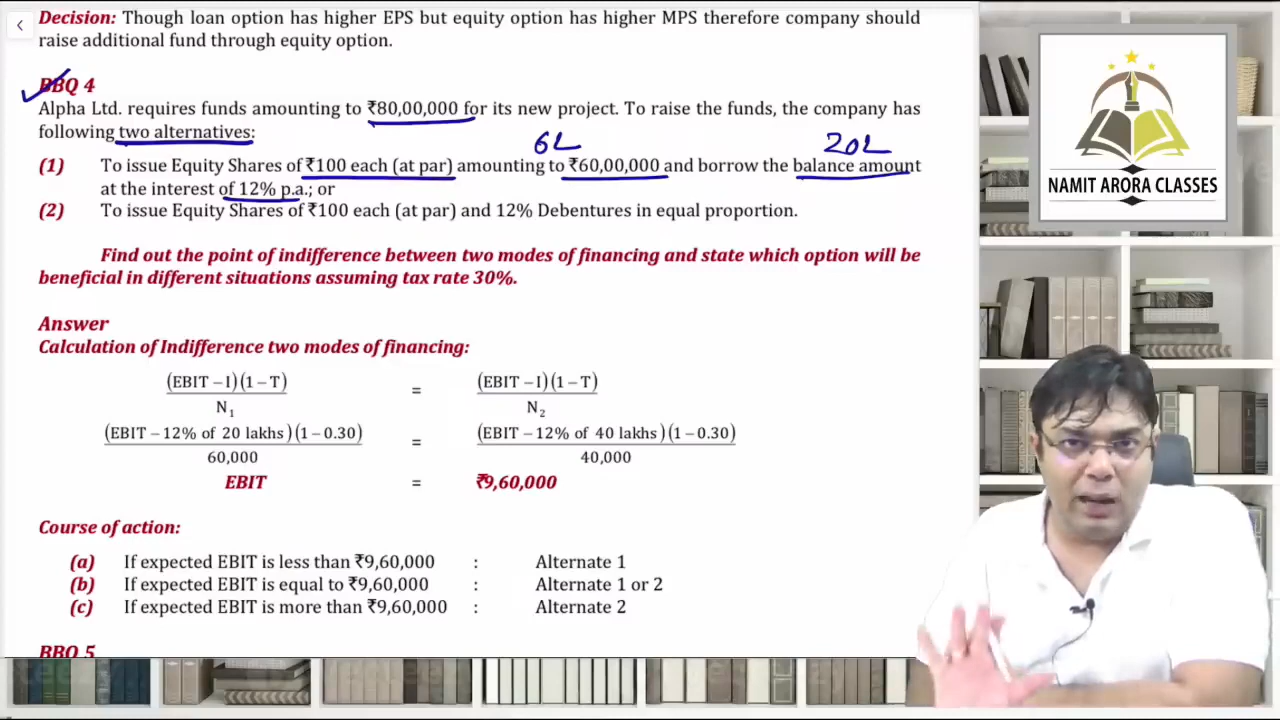 Decision: Though loan option has higher EPS but equity option has higher MPS therefore company should
raise additional fund through equity option.
BBQ 4
Alpha Ltd. requires funds amounting to ₹80,00,000 for its new project. To raise the funds, the company has
following two alternatives:
6L 20L
(1) To issue Equity Shares of ₹100 each (at par) amounting to ₹60,00,000 and borrow the balance amount
at the interest of 12% p.a.; or
(2) To issue Equity Shares of ₹100 each (at par) and 12% Debentures in equal proportion.
Find out the point of indifference between two modes of financing and state which option will be
beneficial in different situations assuming tax rate 30%.
Answer
Calculation of Indifference two modes of financing:
(EBIT – I)(1 – T) = (EBIT – I)(1 – T)
N1 N2
(EBIT – 12% of 20 lakhs)(1 – 0.30) = (EBIT – 12% of 40 lakhs)(1 – 0.30)
60,000 40,000
EBIT = ₹9,60,000
Course of action:
(a) If expected EBIT is less than ₹9,60,000 : Alternate 1
(b) If expected EBIT is equal to ₹9,60,000 : Alternate 1 or 2
(c) If expected EBIT is more than ₹9,60,000 : Alternate 2
BBQ 5
NAMIT ARORA CLASSES